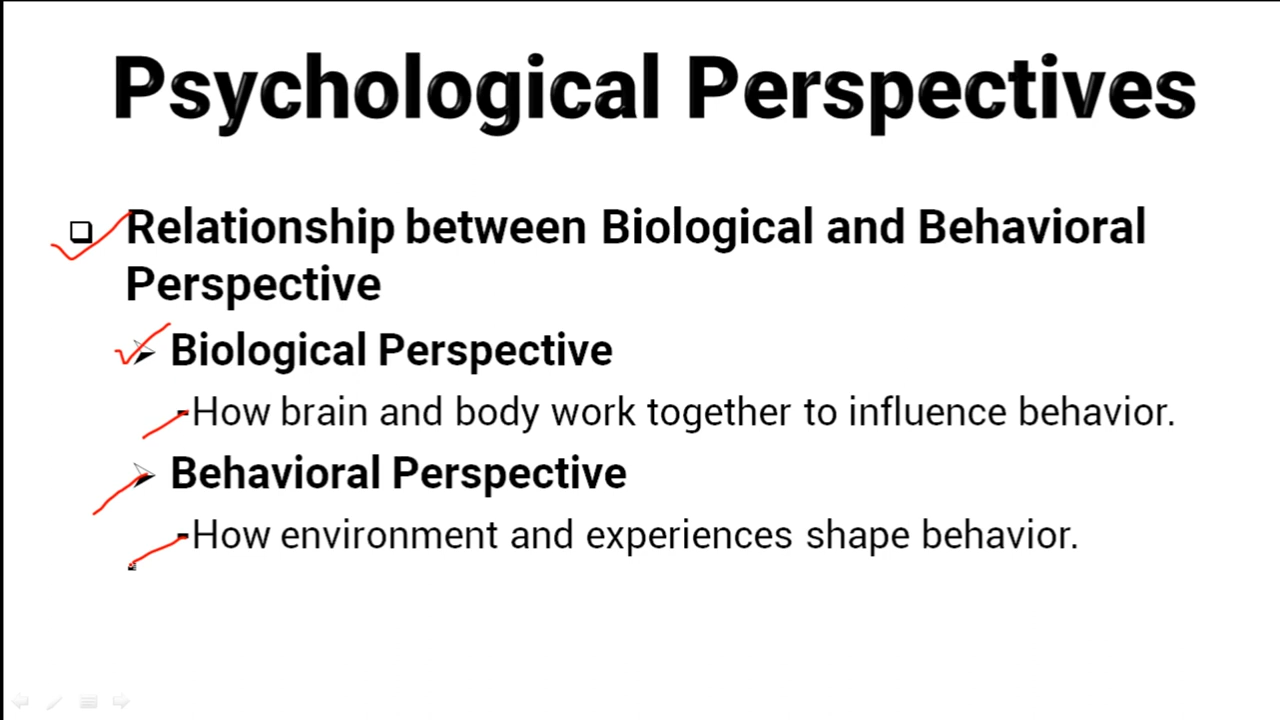 Psychological Perspectives
Relationship between Biological and Behavioral
Perspective
Biological Perspective
-How brain and body work together to influence behavior.
Behavioral Perspective
-How environment and experiences shape behavior.